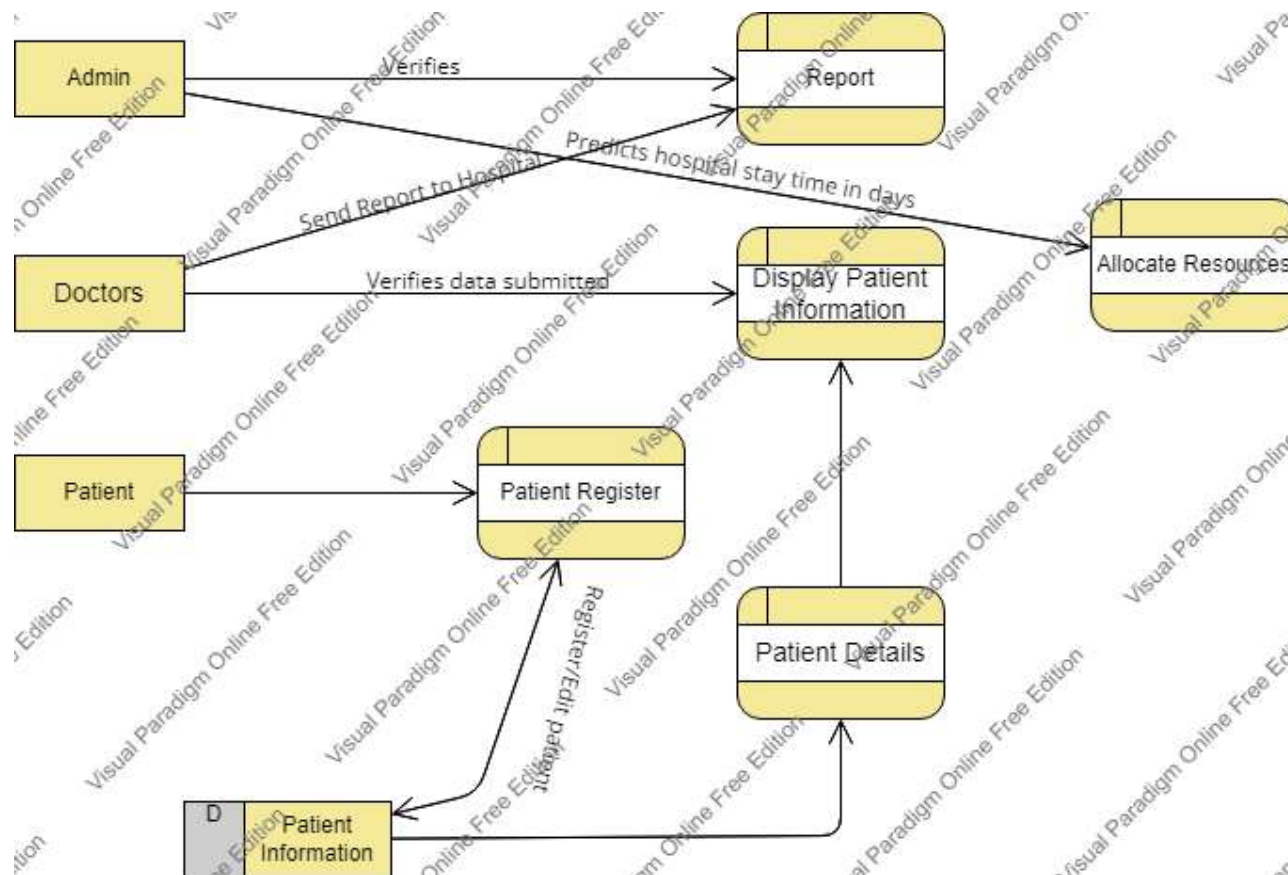 Admin
Verifies
Report
Predicts hospital stay time in days
Send Report to Hospital
Allocate Resources
Doctors
Verifies data submitted
Display Patient
Information
Patient
Patient Register
Register/Edit patient
Patient Details
D
Patient
Information
Visual Paradigm Online Free Edition